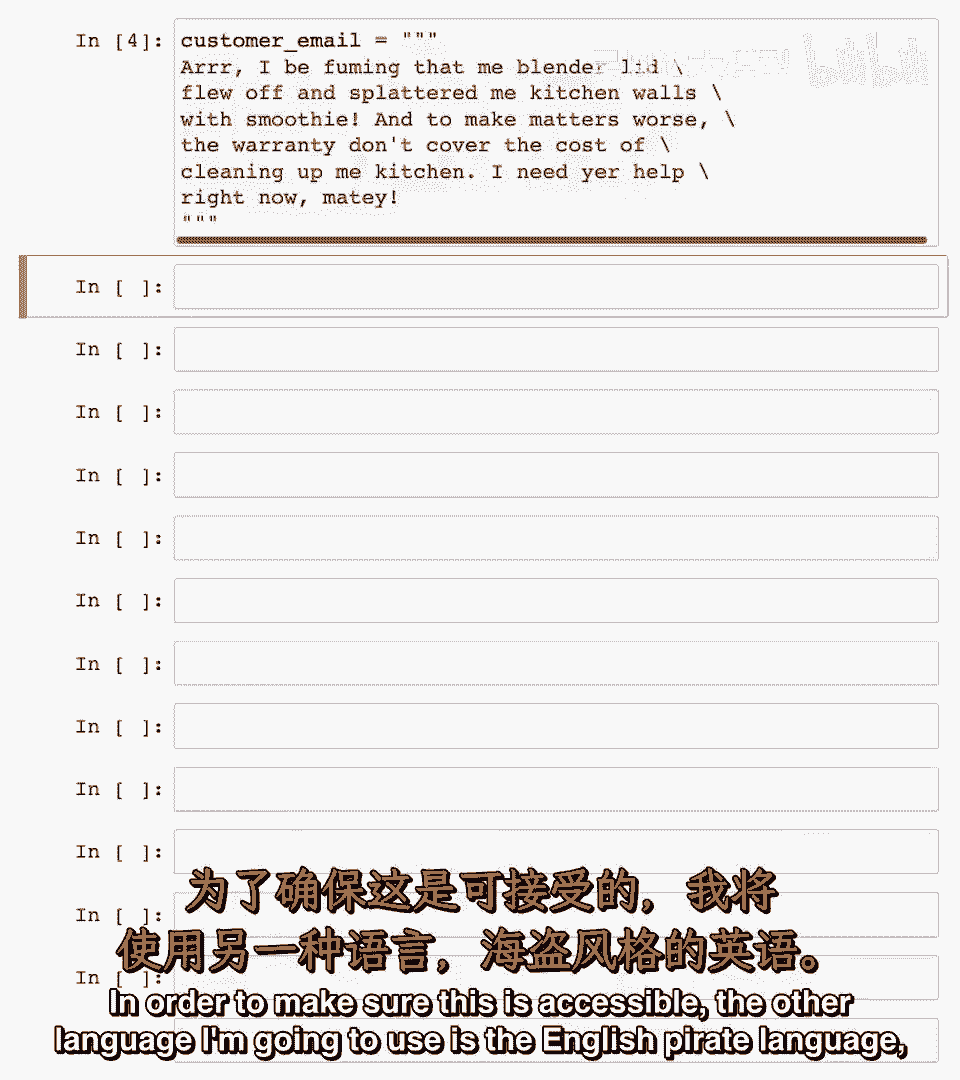 In [4]: customer_email = """
Arrr, I be fuming that me blender lid \
flew off and splattered me kitchen walls \
with smoothie! And to make matters worse, \
the warranty don't cover the cost of \
cleaning up me kitchen. I need yer help \
right now, matey!
"""
In [ ]:
In [ ]:
In [ ]:
In [ ]:
In [ ]:
In [ ]:
In [ ]:
In [ ]:
In [ ]:
In [ ]:
In [ ]:
In [ ]:
为了确保这是可接受的，我将
使用另一种语言，海盗风格的英语。
In order to make sure this is accessible, the other
language I'm going to use is the English pirate language,